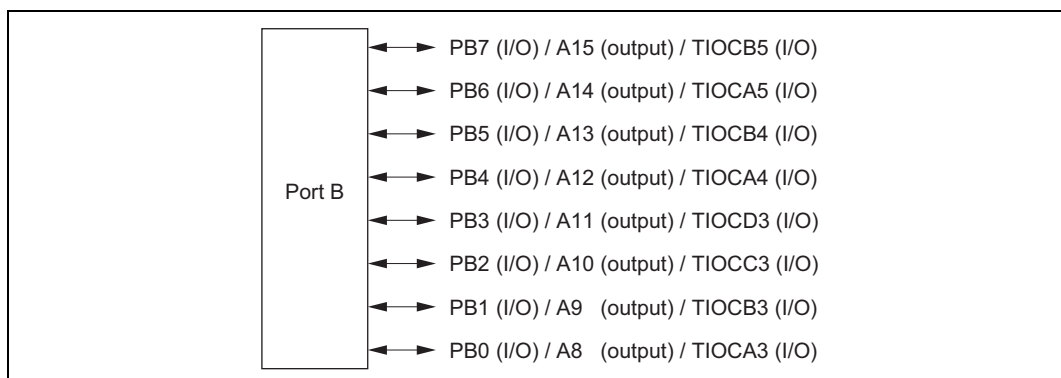 PB7 (I/O) / A15 (output) / TIOCB5 (I/O)
PB6 (I/O) / A14 (output) / TIOCA5 (I/O)
PB5 (I/O) / A13 (output) / TIOCB4 (I/O)
PB4 (I/O) / A12 (output) / TIOCA4 (I/O)
Port B
PB3 (I/O) / A11 (output) / TIOCD3 (I/O)
PB2 (I/O) / A10 (output) / TIOCC3 (I/O)
PB1 (I/O) / A9 (output) / TIOCB3 (I/O)
PB0 (I/O) / A8 (output) / TIOCA3 (I/O)